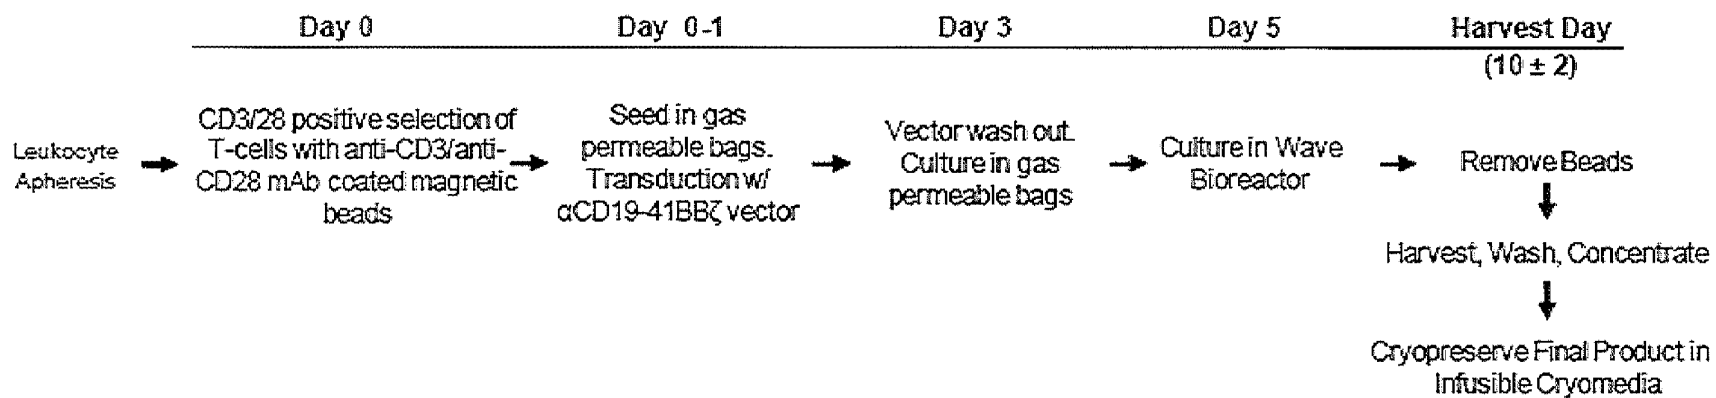 Day 0
Day 0-1
Day 3
Day 5
Harvest Day
(10 ± 2)
Leukocyte
Apheresis
CD3/28 positive selection of
T-cells with anti-CD3/anti-
CD28 mAb coated magnetic
beads
Seed in gas
permeable bags.
Transduction w/
αCD19-41BBζ vector
Vector wash out.
Culture in gas
permeable bags
Culture in Wave
Bioreactor
Remove Beads
Harvest, Wash, Concentrate
Cryopreserve Final Product in
Infusible Cryomedia